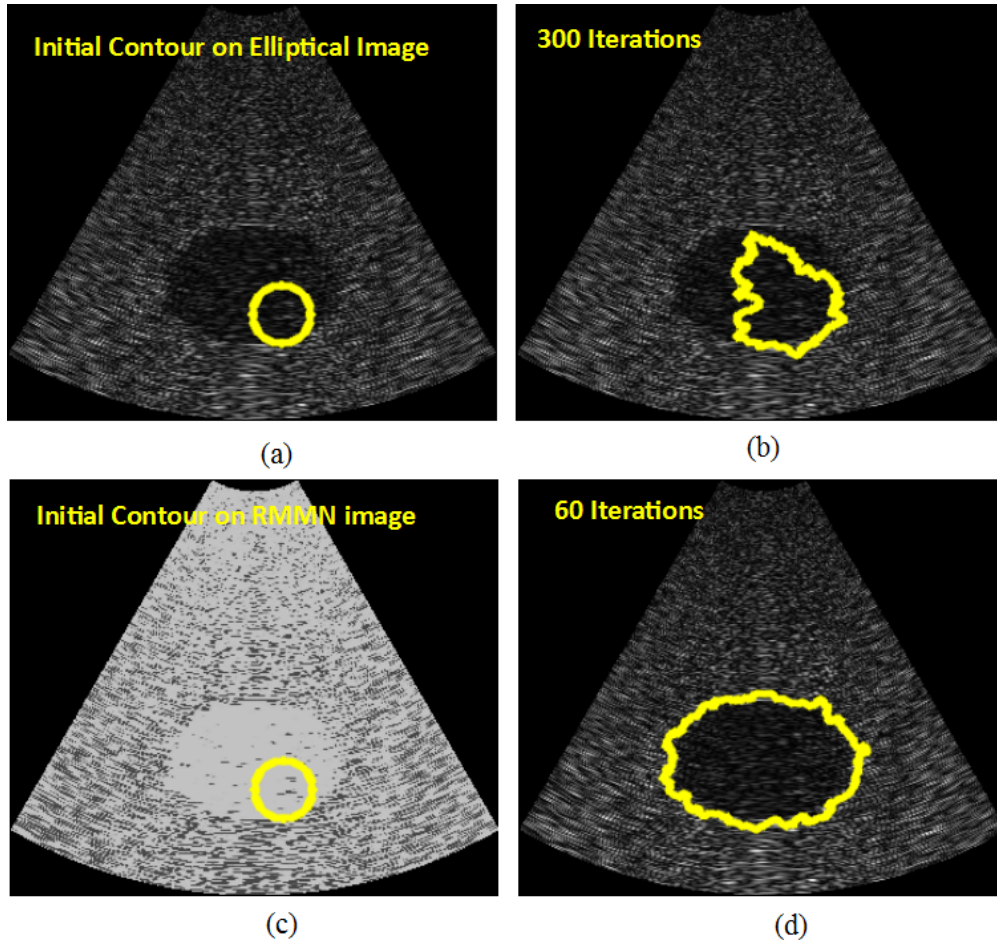 Initial Contour on Elliptical Image
300 Iterations
(a)
(b)
Initial Contour on RMMN image
60 Iterations
(c)
(d)